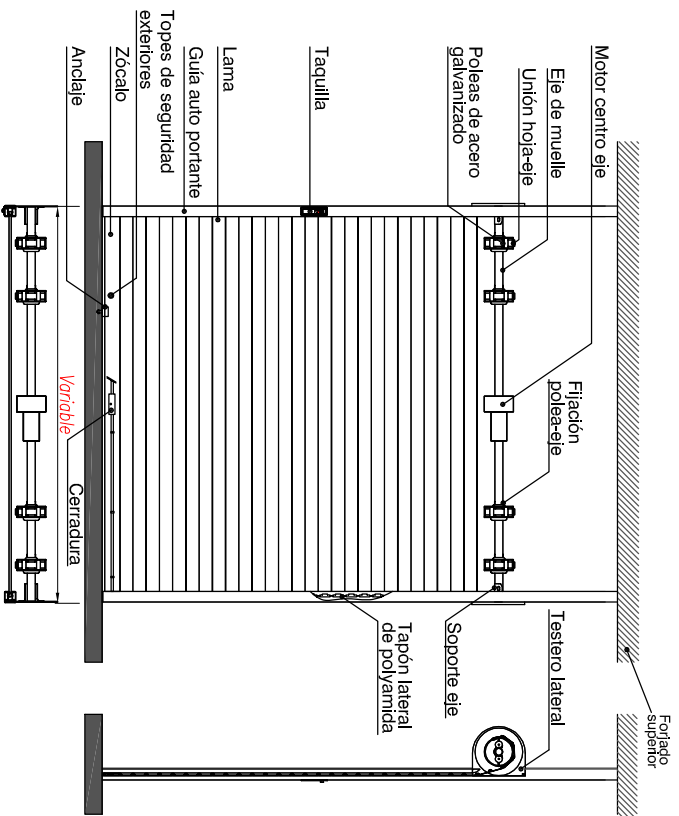 Motor centro eje
Eje de muelle
Unión hoja-eje
Poleas de acero
galvanizado
Taquilla
Lama
Guía auto portante
Topes de seguridad
exteriores
Zócalo
Anclaje
Fijación
polea-eje
Variable
Cerradura
Forjado
superior
Testero lateral
Soporte eje
Tapón lateral
de polyamida